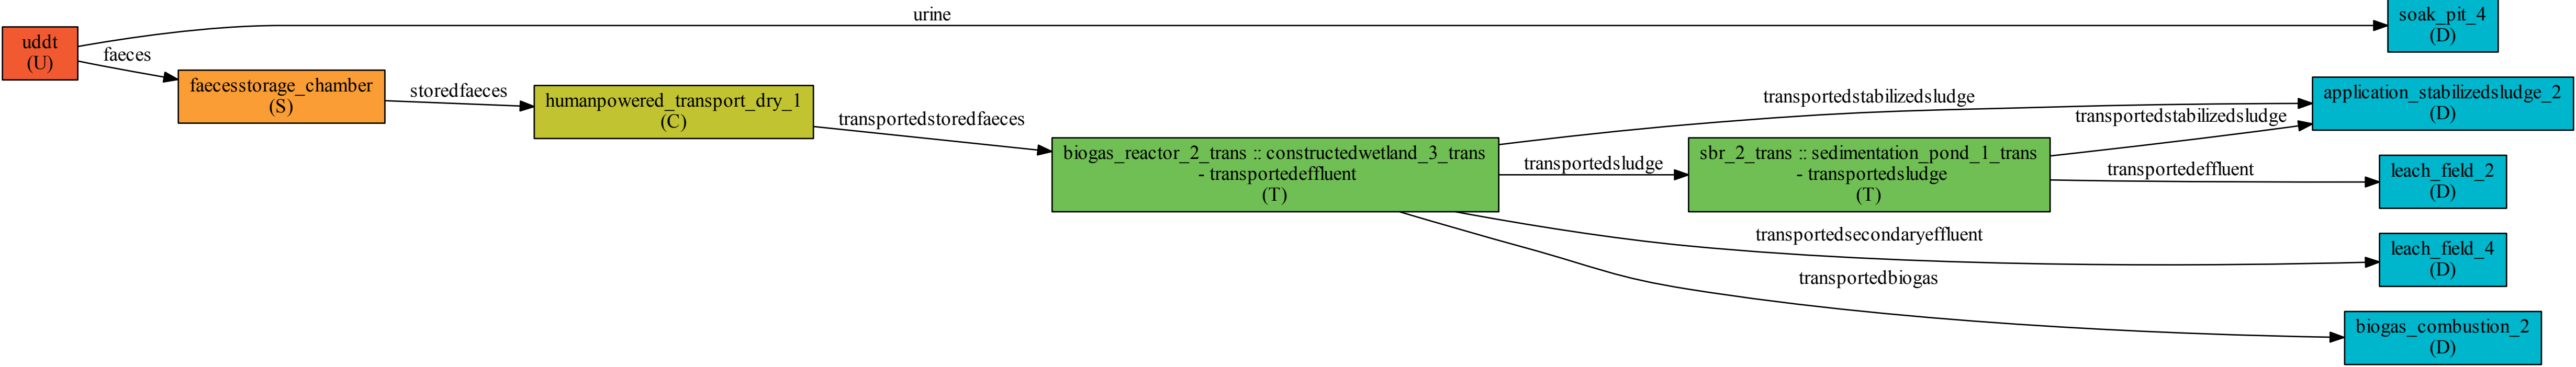 urine
soak_pit_4
(D)
uddt
(U)
faeces
faecesstorage_chamber
(S)
storedfaeces
humanpowered_transport_dry_1
(C)
transportedstoredfaeces
biogas_reactor_2_trans :: constructedwetland_3_trans
- transportedeffluent
(T)
transportedstabilizedsludge
transportedsludge
sbr_2_trans :: sedimentation_pond_1_trans
- transportedsludge
(T)
transportedstabilizedsludge
application_stabilizedsludge_2
(D)
transportedeffluent
leach_field_2
(D)
transportedsecondaryeffluent
leach_field_4
(D)
transportedbiogas
biogas_combustion_2
(D)